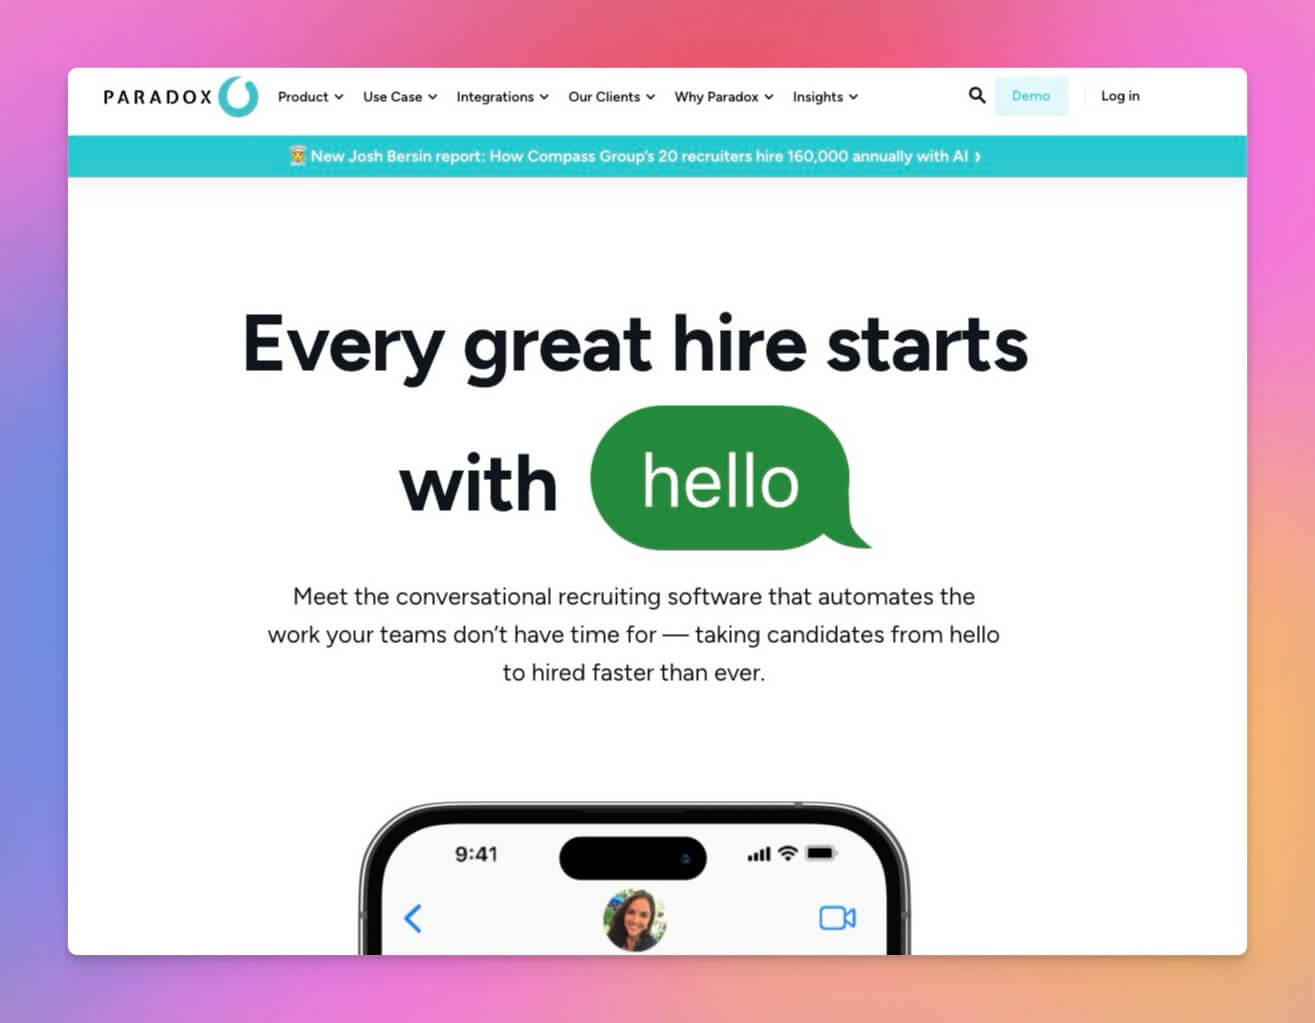 PARADOX Product Use Case Integrations Our Clients Why Paradox Insights Demo Log in
New Josh Bersin report: How Compass Group's 20 recruiters hire 160,000 annually with AI ›
Every great hire starts
with hello
Meet the conversational recruiting software that automates the
work your teams don't have time for — taking candidates from hello
to hired faster than ever.
9:41